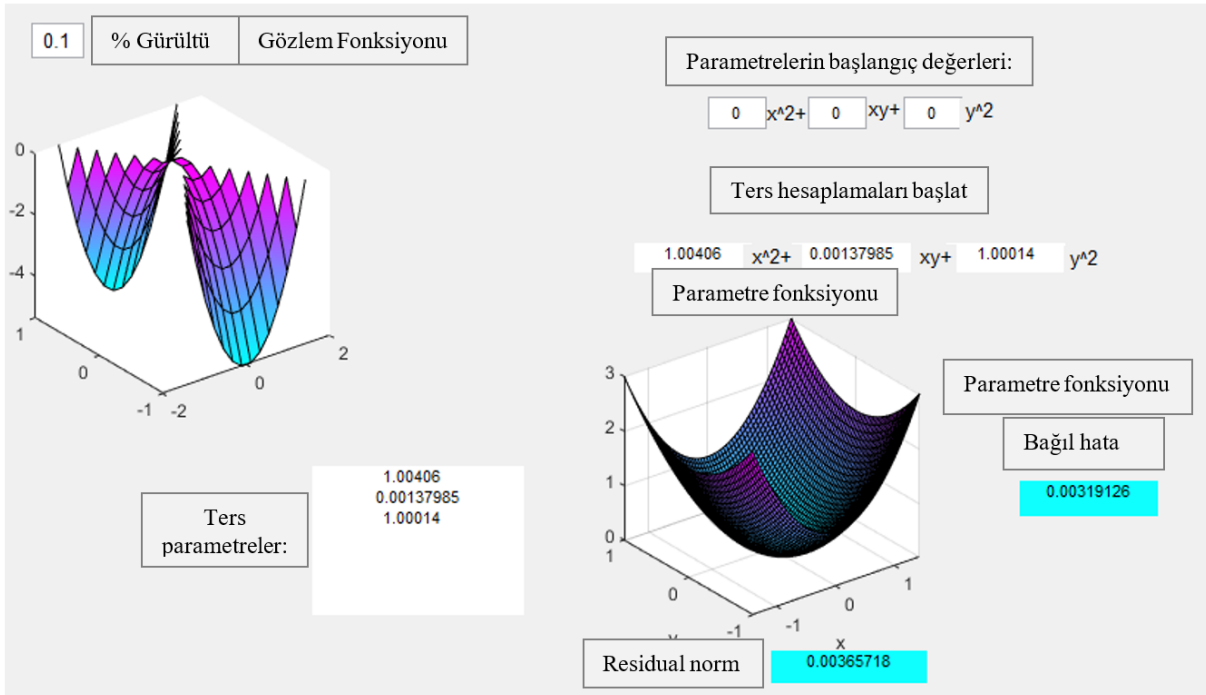 0.1 % Gürültü Gözlem Fonksiyonu
Parametrelerin başlangıç değerleri:
0 x^2+ 0 xy+ 0 y^2
Ters hesaplamaları başlat
1.00406 x^2+ 0.00137985 xy+ 1.00014 y^2
Parametre fonksiyonu
0
-2
-4
1
0
-1
-2
0
2
3
2
1
0
1
0
-1
-1
0
1
x
Parametre fonksiyonu
Bağıl hata
0.00319126
Ters
parametreler:
1.00406
0.00137985
1.00014
Residual norm 0.00365718